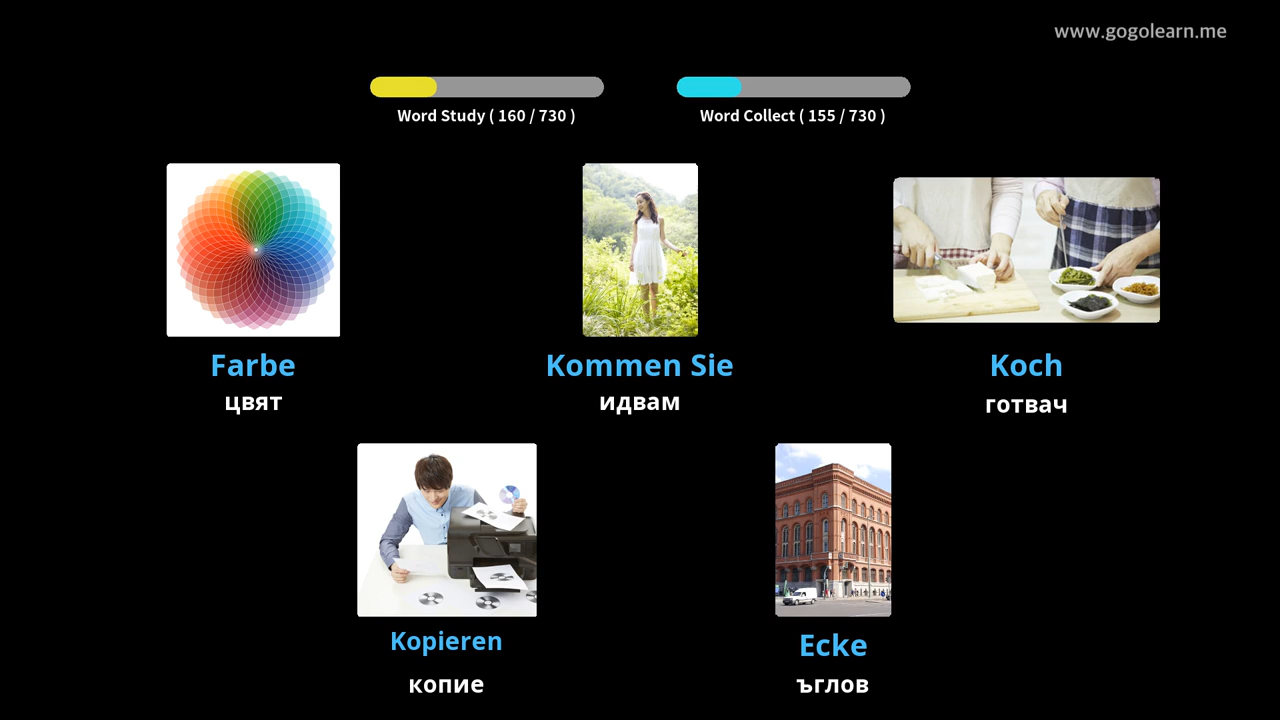 www.gogolearn.me
Word Study ( 160 / 730 )
Word Collect ( 155 / 730 )
Farbe
цвят
Kommen Sie
идвам
Koch
готвач
Kopieren
копие
Ecke
ъглов